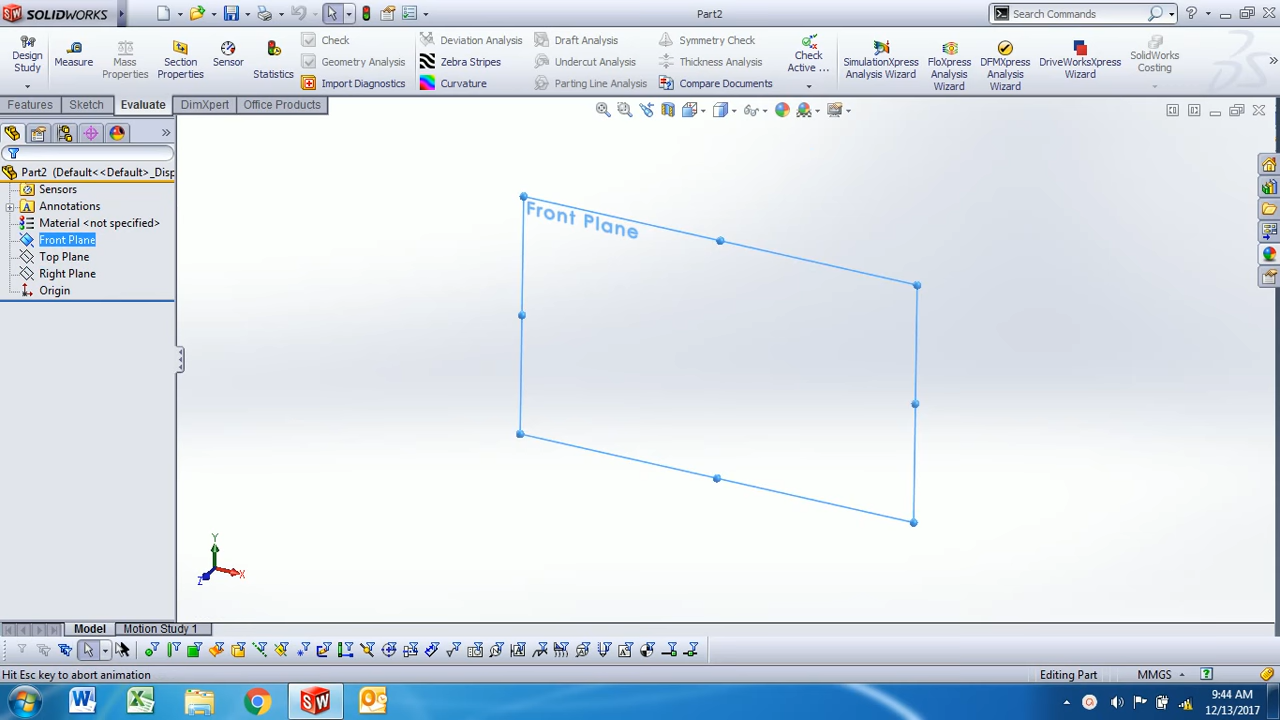 SOLIDWORKS
Part2
Search Commands
Design Study
Measure
Mass Properties
Section Properties
Sensor
Statistics
Check
Geometry Analysis
Import Diagnostics
Deviation Analysis
Zebra Stripes
Curvature
Draft Analysis
Undercut Analysis
Parting Line Analysis
Symmetry Check
Thickness Analysis
Compare Documents
Check Active ...
SimulationXpress Analysis Wizard
FloXpress Analysis Wizard
DFMXpress Analysis Wizard
DriveWorksXpress Wizard
SolidWorks Costing
Features
Sketch
Evaluate
DimXpert
Office Products
Part2 (Default<<Default>_Disp
Sensors
Annotations
Material <not specified>
Front Plane
Top Plane
Right Plane
Origin
Front Plane
Y
X
Z
Model
Motion Study 1
Hit Esc key to abort animation
Editing Part
MMGS
9:44 AM
12/13/2017